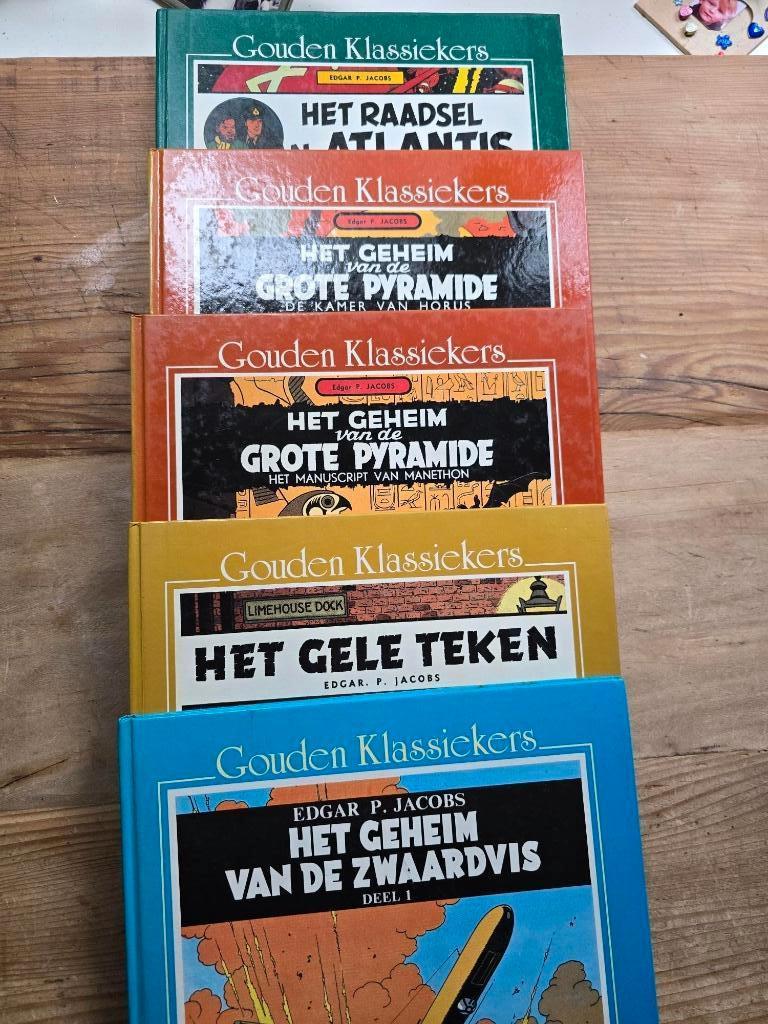 Gouden Klassiekers
EDGAR P. JACOBS
HET RAADSEL
ATLANTIS
Gouden Klassiekers
Edgar P. JACOBS
HET GEHEIM
van de
GROTE PYRAMIDE
DE KAMER VAN HORUS
Gouden Klassiekers
Edgar P. JACOBS
HET GEHEIM
van de
GROTE PYRAMIDE
HET MANUSCRIPT VAN MANETHON
Gouden Klassiekers
LIMEHOUSE DOCK
HET GELE TEKEN
EDGAR. P. JACOBS
Gouden Klassiekers
EDGAR P. JACOBS
HET GEHEIM
VAN DE ZWAARDVIS
DEEL 1